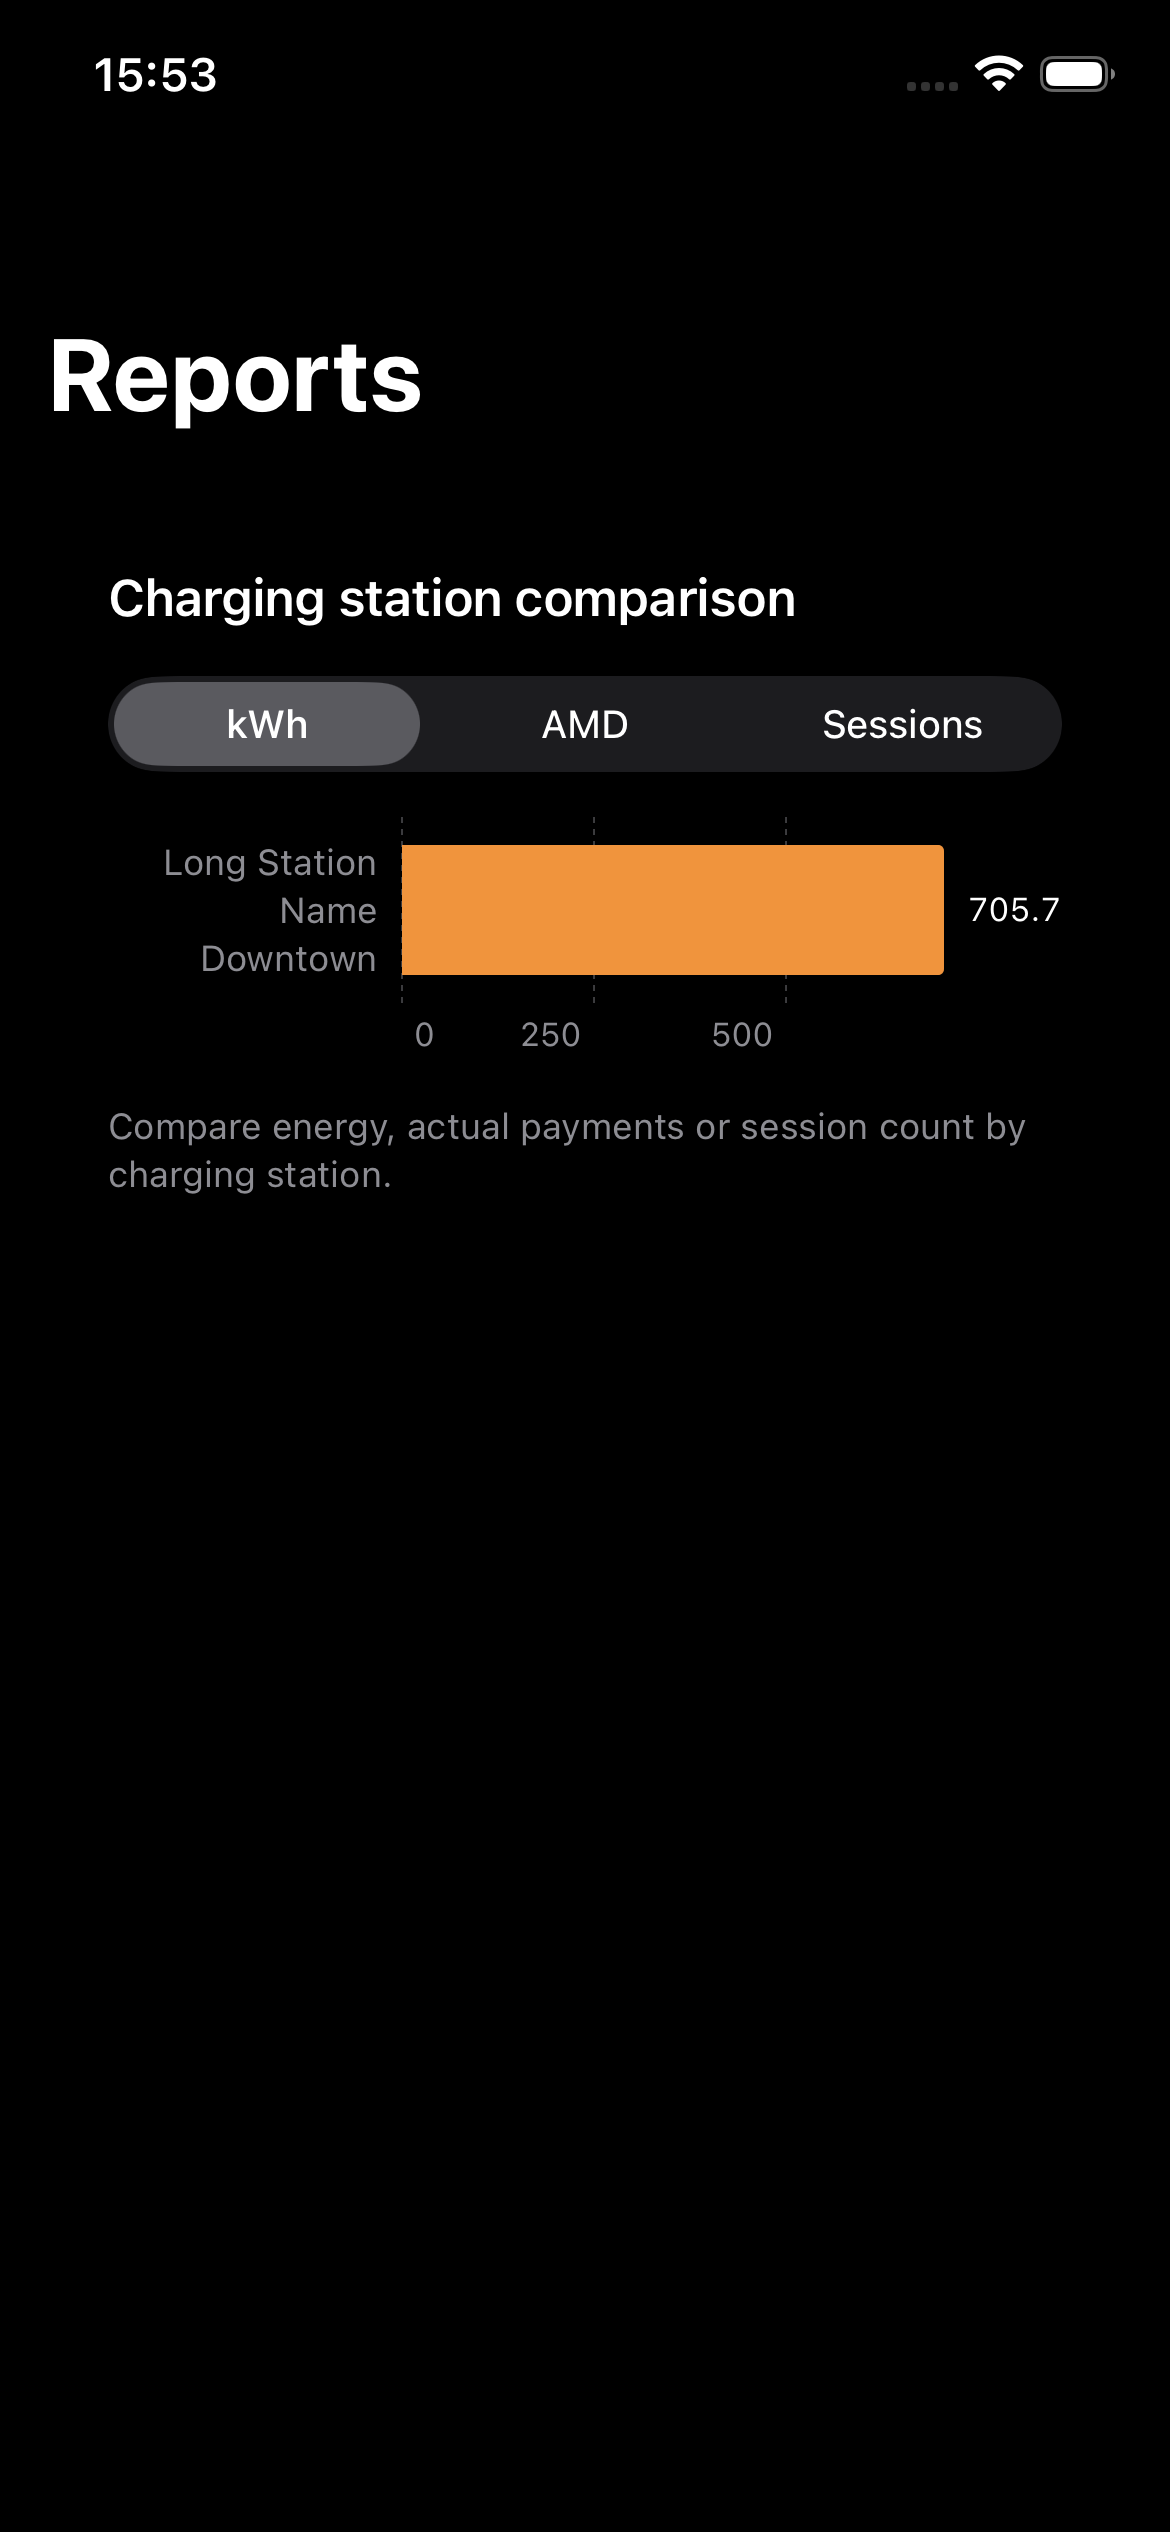 15:53
Reports
Charging station comparison
kWh AMD Sessions
Long Station
Name
Downtown
705.7
0 250 500
Compare energy, actual payments or session count by
charging station.